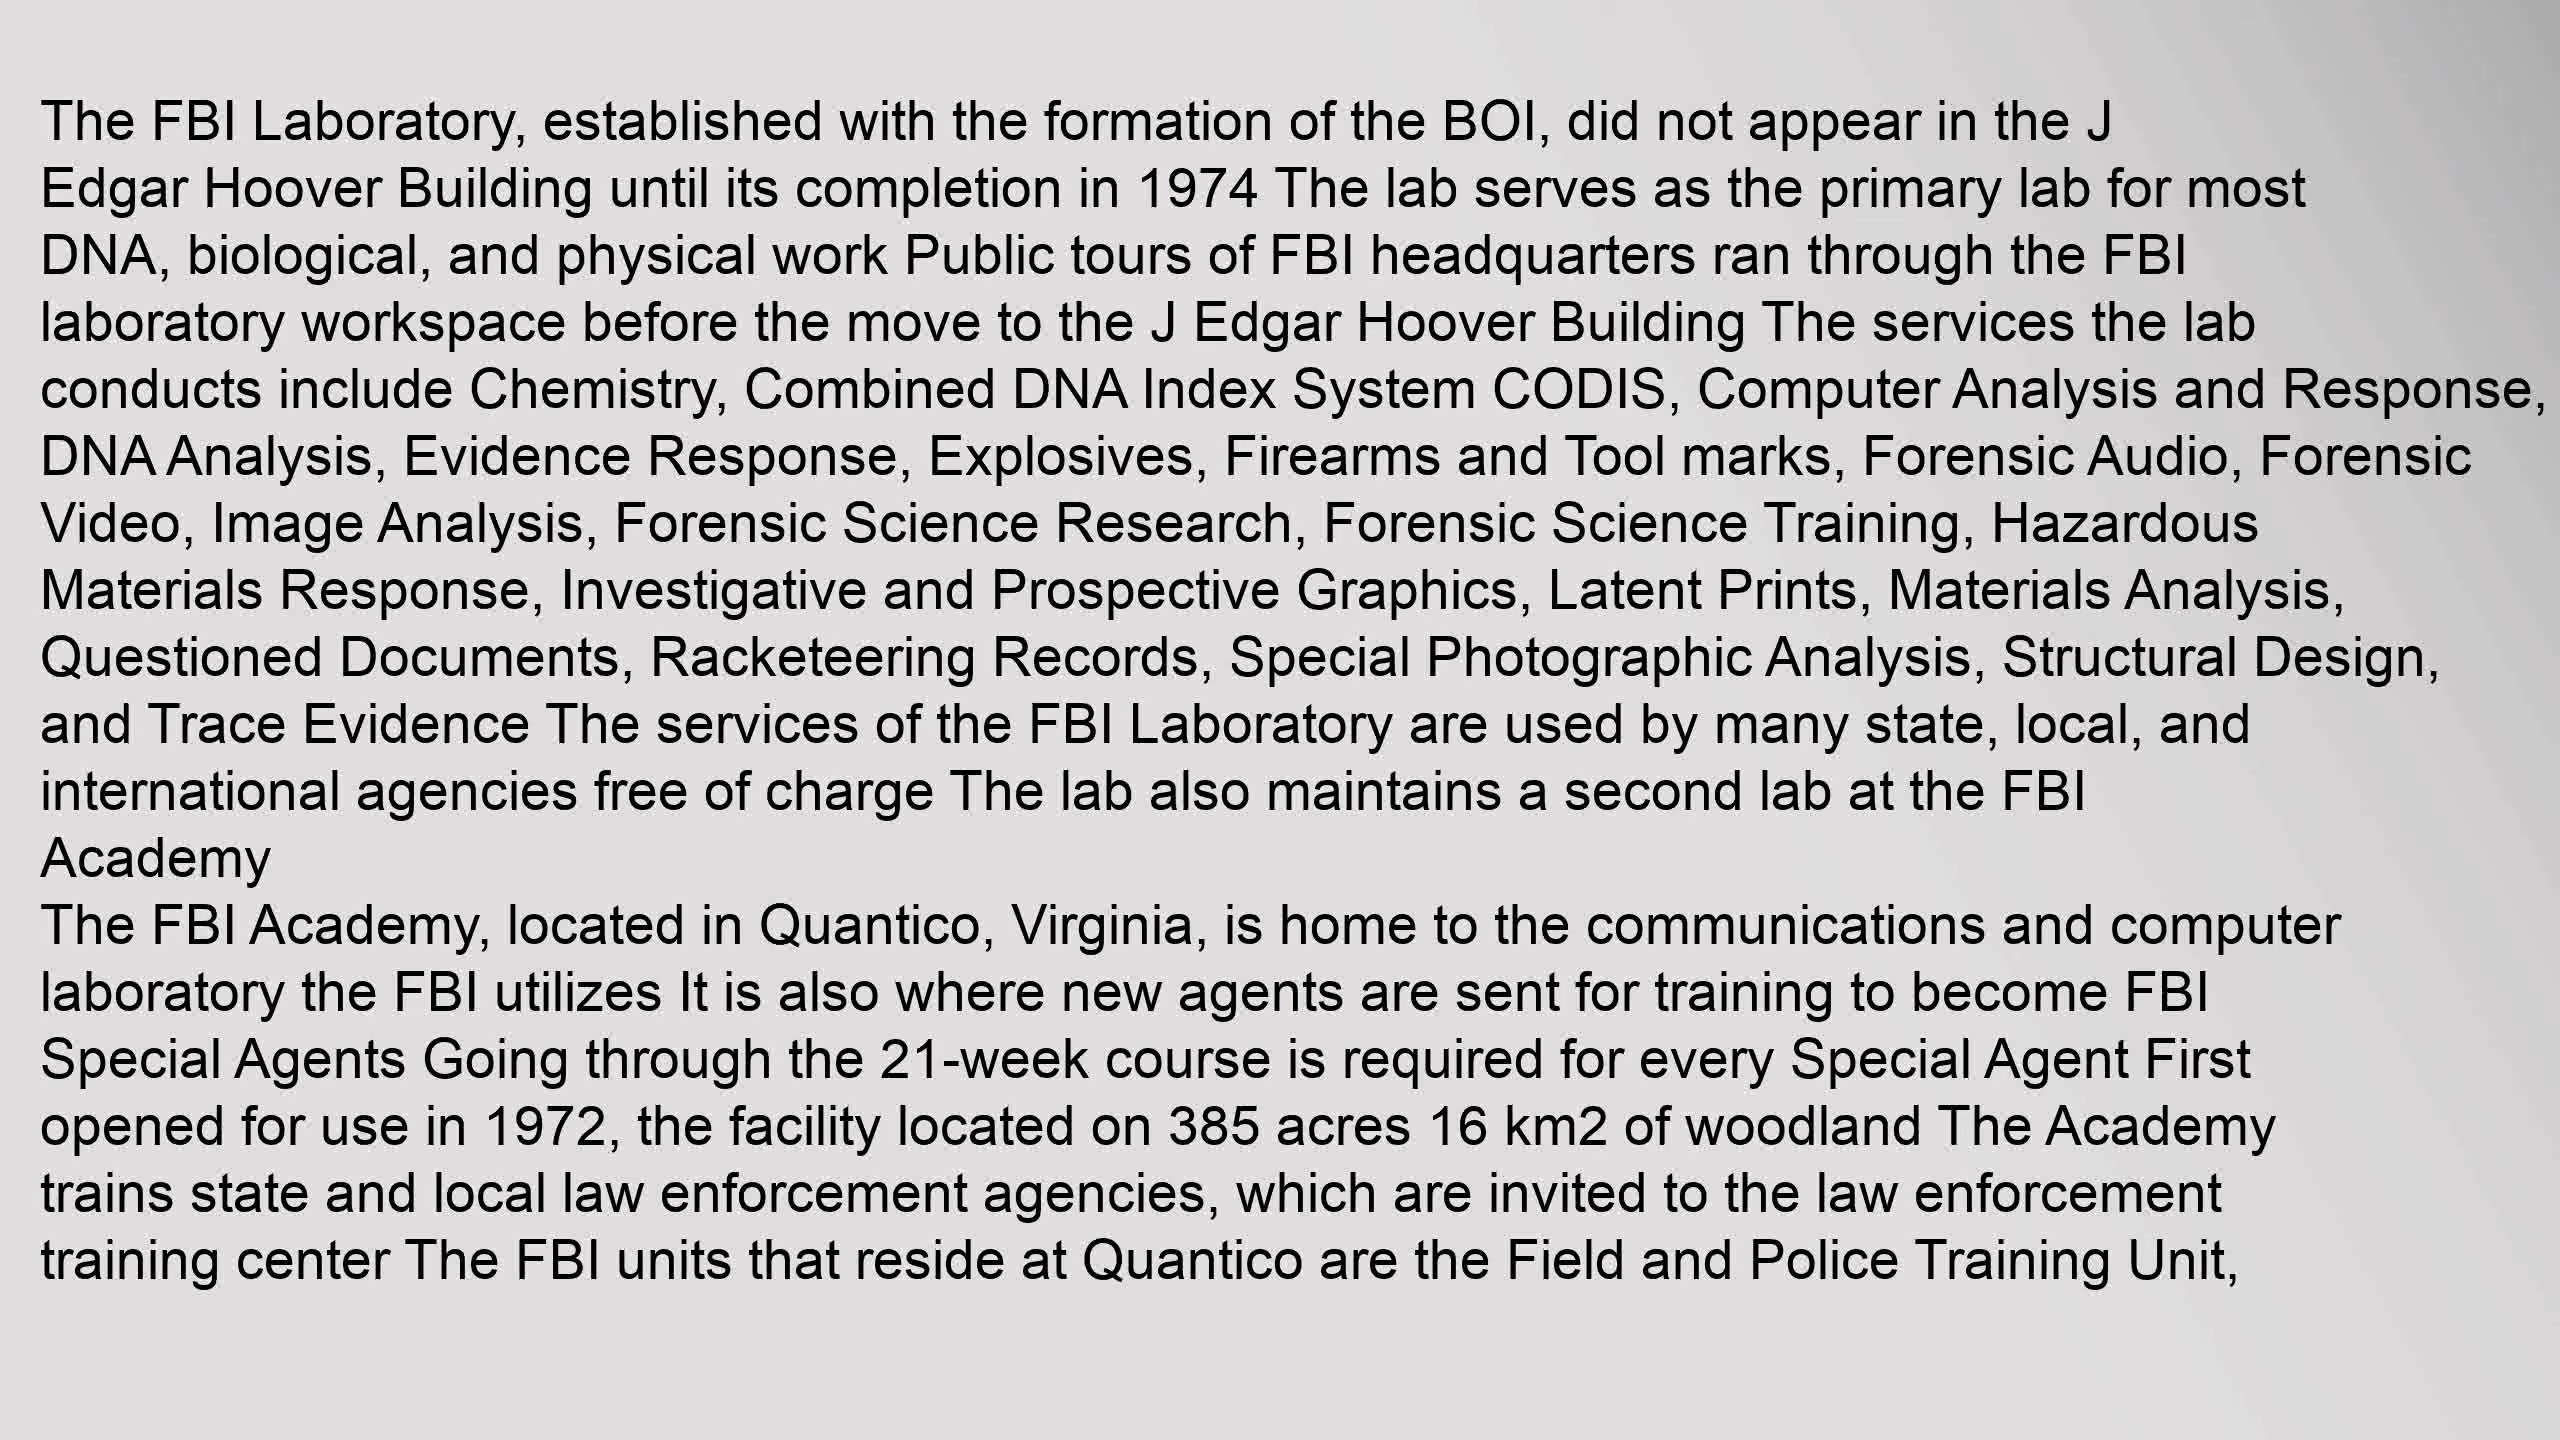 The FBI Laboratory, established with the formation of the BOI, did not appear in the J
Edgar Hoover Building until its completion in 1974 The lab serves as the primary lab for most
DNA, biological, and physical work Public tours of FBI headquarters ran through the FBI
laboratory workspace before the move to the J Edgar Hoover Building The services the lab
conducts include Chemistry, Combined DNA Index System CODIS, Computer Analysis and Response,
DNA Analysis, Evidence Response, Explosives, Firearms and Tool marks, Forensic Audio, Forensic
Video, Image Analysis, Forensic Science Research, Forensic Science Training, Hazardous
Materials Response, Investigative and Prospective Graphics, Latent Prints, Materials Analysis,
Questioned Documents, Racketeering Records, Special Photographic Analysis, Structural Design,
and Trace Evidence The services of the FBI Laboratory are used by many state, local, and
international agencies free of charge The lab also maintains a second lab at the FBI
Academy
The FBI Academy, located in Quantico, Virginia, is home to the communications and computer
laboratory the FBI utilizes It is also where new agents are sent for training to become FBI
Special Agents Going through the 21-week course is required for every Special Agent First
opened for use in 1972, the facility located on 385 acres 16 km2 of woodland The Academy
trains state and local law enforcement agencies, which are invited to the law enforcement
training center The FBI units that reside at Quantico are the Field and Police Training Unit,